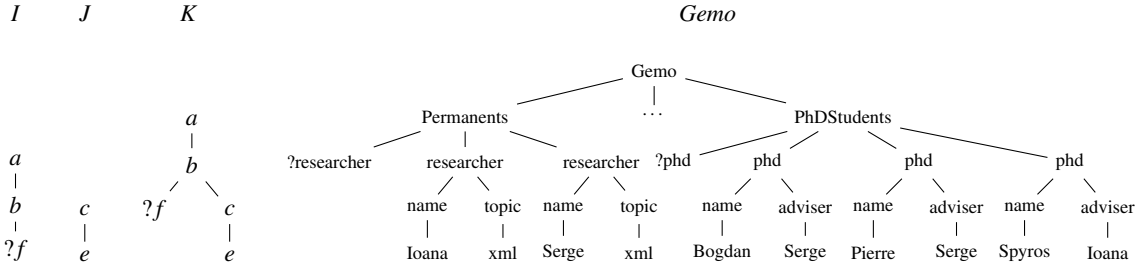 I J K Gemo
Gemo
a Permanents ... PhDStudents
a b ?researcher researcher researcher ?phd phd phd phd
b c ?f c name topic name topic name adviser name adviser name adviser
?f e e Ioana xml Serge xml Bogdan Serge Pierre Serge Spyros Ioana